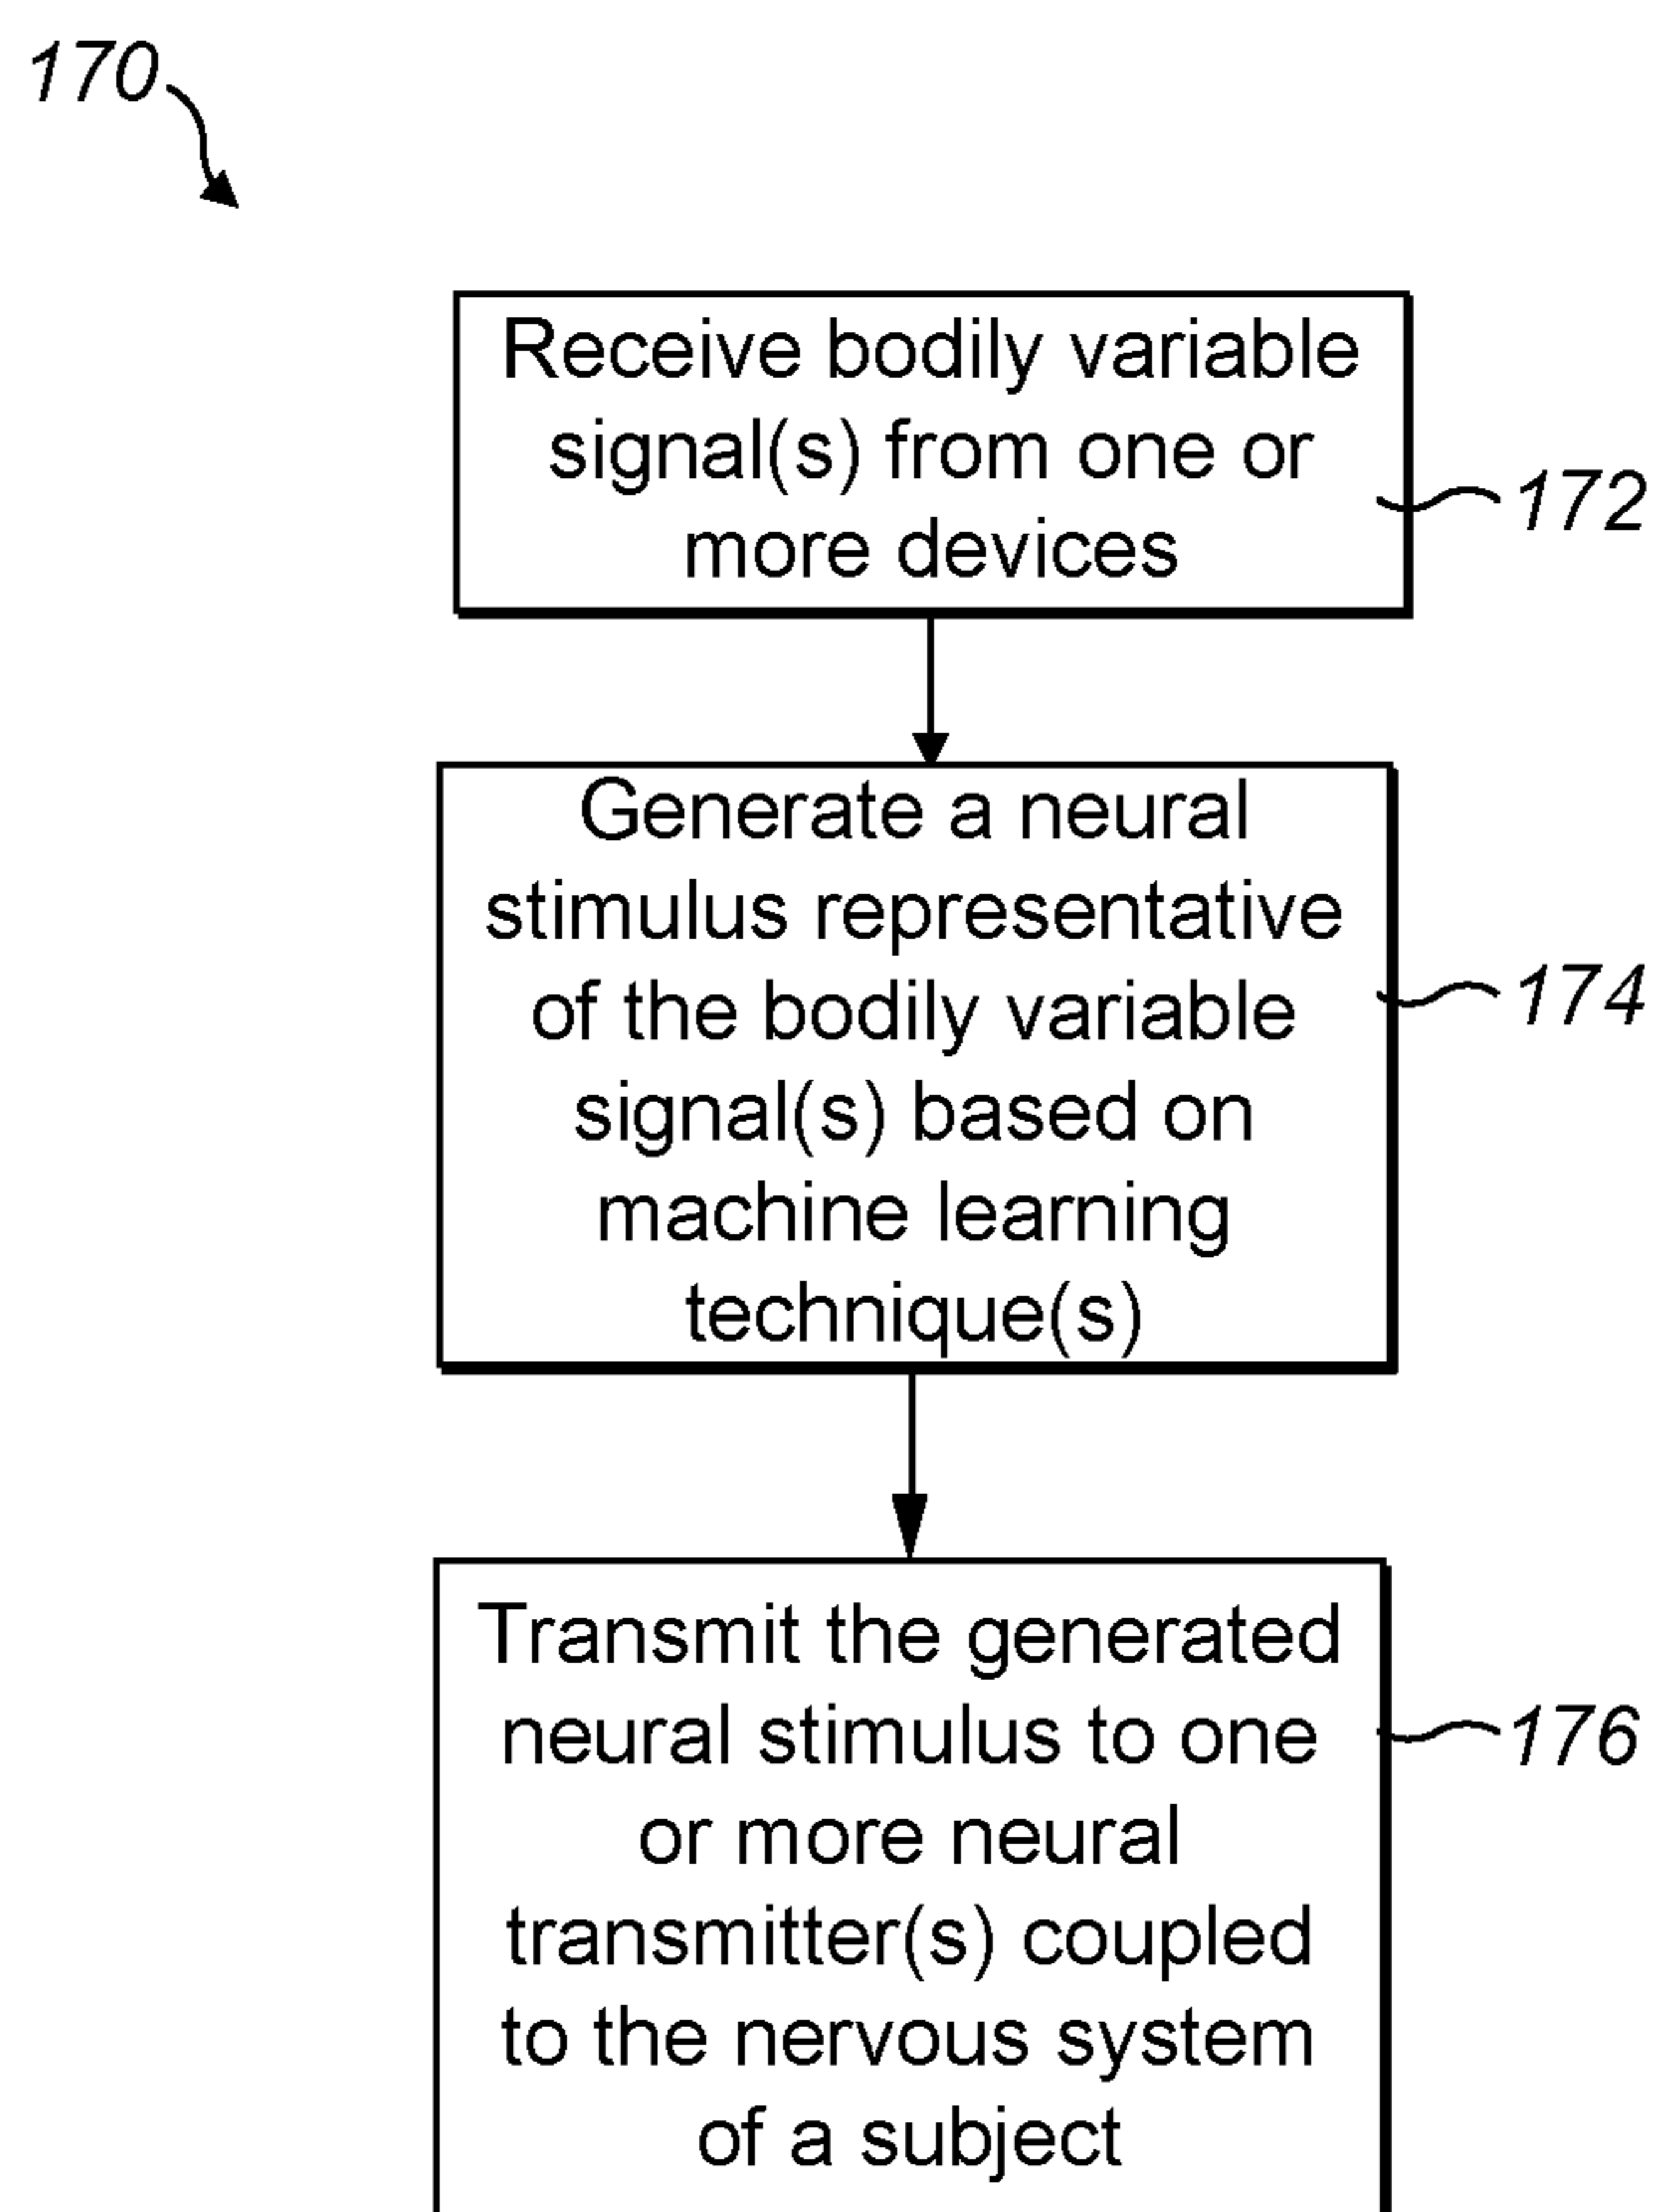 170
Receive bodily variable
signal(s) from one or
more devices
172
Generate a neural
stimulus representative
of the bodily variable
signal(s) based on
machine learning
technique(s)
174
Transmit the generated
neural stimulus to one
or more neural
transmitter(s) coupled
to the nervous system
of a subject
176